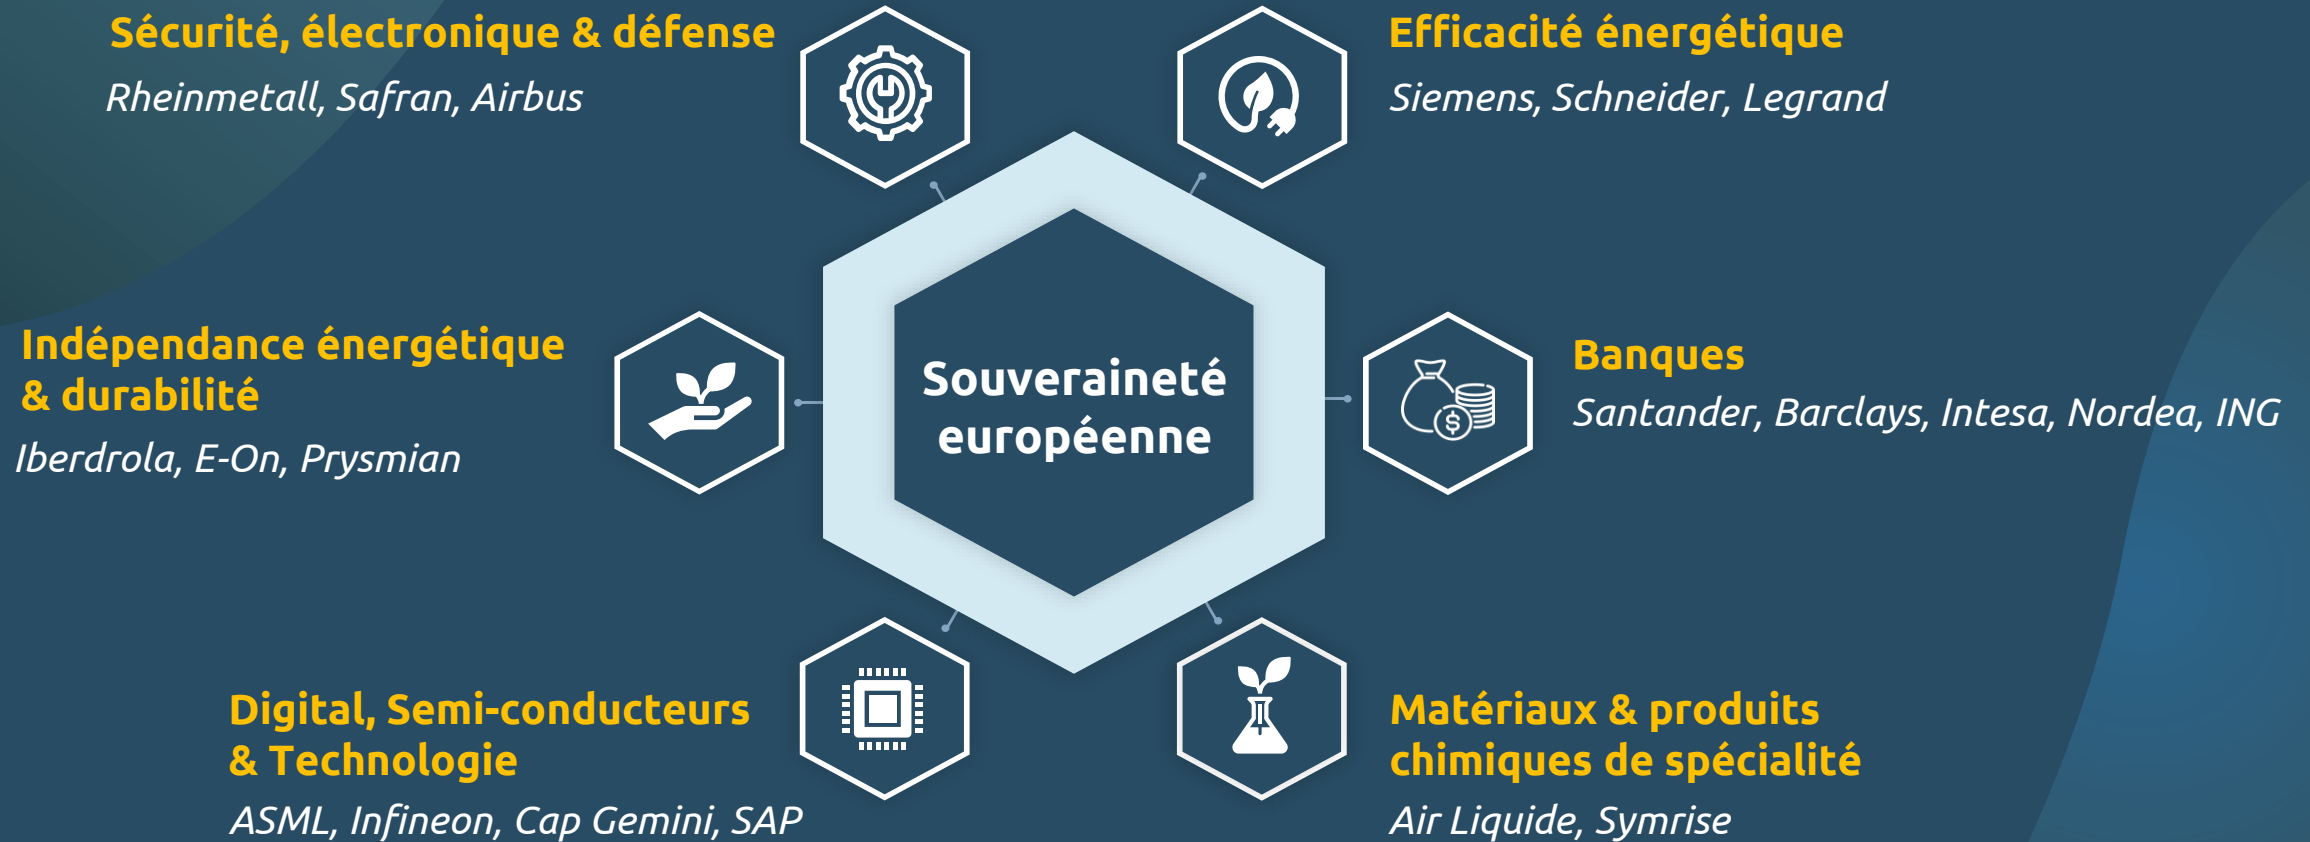 Sécurité, électronique & défense
Rheinmetall, Safran, Airbus
Efficacité énergétique
Siemens, Schneider, Legrand
Indépendance énergétique
& durabilité
Iberdrola, E-On, Prysmian
Souveraineté
européenne
Banques
Santander, Barclays, Intesa, Nordea, ING
Digital, Semi-conducteurs
& Technologie
ASML, Infineon, Cap Gemini, SAP
Matériaux & produits
chimiques de spécialité
Air Liquide, Symrise